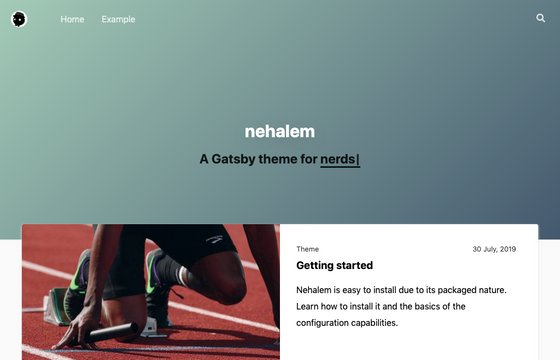 Home Example
nehalem
A Gatsby theme for nerds|
Theme 30 July, 2019
Getting started
Nehalem is easy to install due to its packaged nature.
Learn how to install it and the basics of the
configuration capabilities.